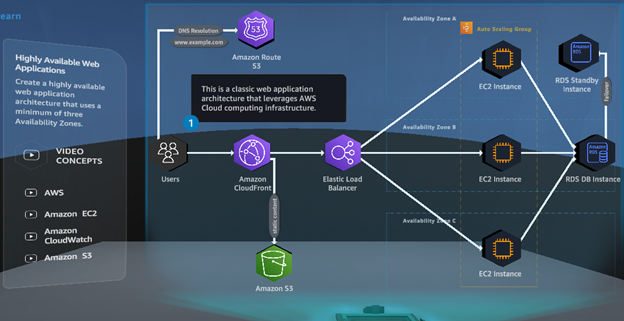 earn
Highly Available Web
Applications
Create a highly available
web application
architecture that uses a
minimum of three
Availability Zones.
VIDEO
CONCEPTS
AWS
Amazon EC2
Amazon
CloudWatch
Amazon S3
DNS Resolution
www.example.com
53
Amazon Route
53
This is a classic web application
architecture that leverages AWS
Cloud computing infrastructure.
1
Users
Amazon
CloudFront
Elastic Load
Balancer
static content
Amazon S3
Availability Zone A
Auto Scaling Group
EC2 Instance
Availability Zone B
EC2 Instance
Availability Zone C
EC2 Instance
Amazon
RDS
RDS Standby
Instance
failover
Amazon
RDS
RDS DB Instance